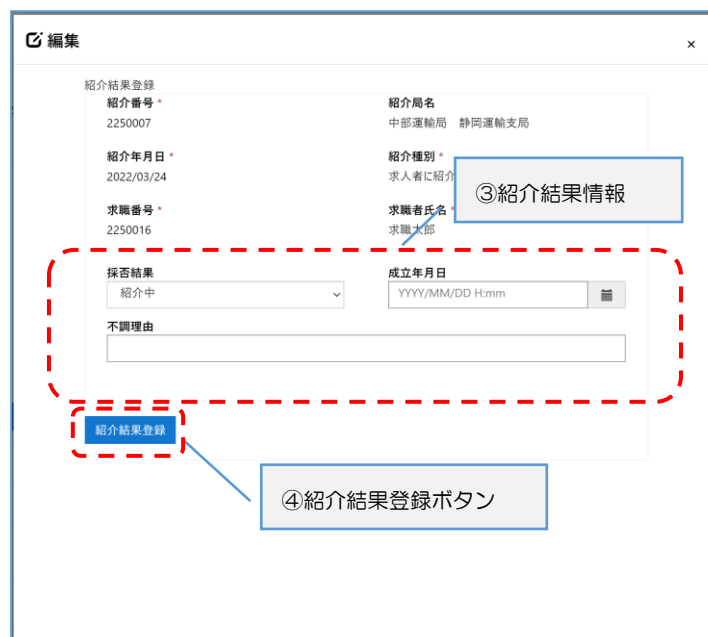 編集
×
紹介結果登録
紹介番号 * 紹介局名
2250007 中部運輸局 静岡運輸支局
紹介年月日 * 紹介種別 *
2022/03/24 求人者に紹介
③紹介結果情報
求職番号 * 求職者氏名 *
2250016 求職太郎
採否結果 成立年月日
紹介中 YYYY/MM/DD H:mm
不調理由
紹介結果登録
④紹介結果登録ボタン